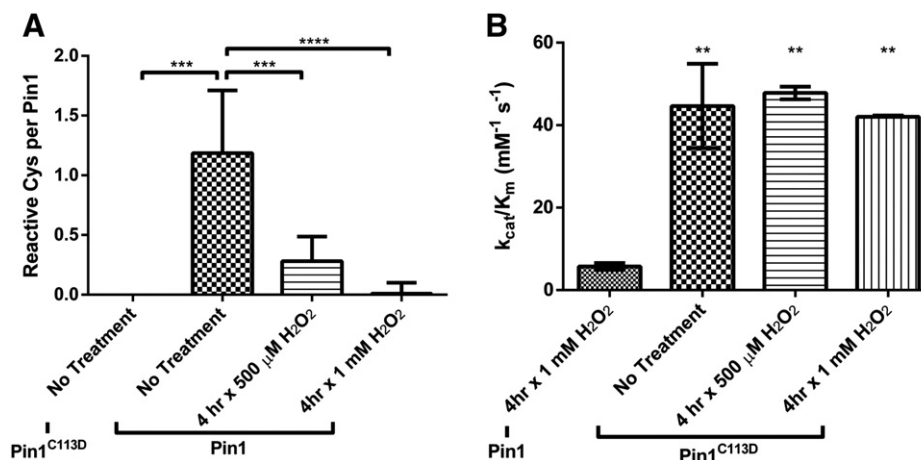 A
Reactive Cys per Pin1
2.0
1.5
1.0
0.5
0.0
***
***
****
No Treatment
No Treatment
4 hr x 500 μM H₂O₂
4hr x 1 mM H₂O₂
Pin1ᶜ¹¹³ᴰ
Pin1
B
kcat/Km (mM⁻¹ s⁻¹)
60
40
20
0
**
**
**
4hr x 1 mM H₂O₂
No Treatment
4 hr x 500 μM H₂O₂
4hr x 1 mM H₂O₂
Pin1
Pin1ᶜ¹¹³ᴰ